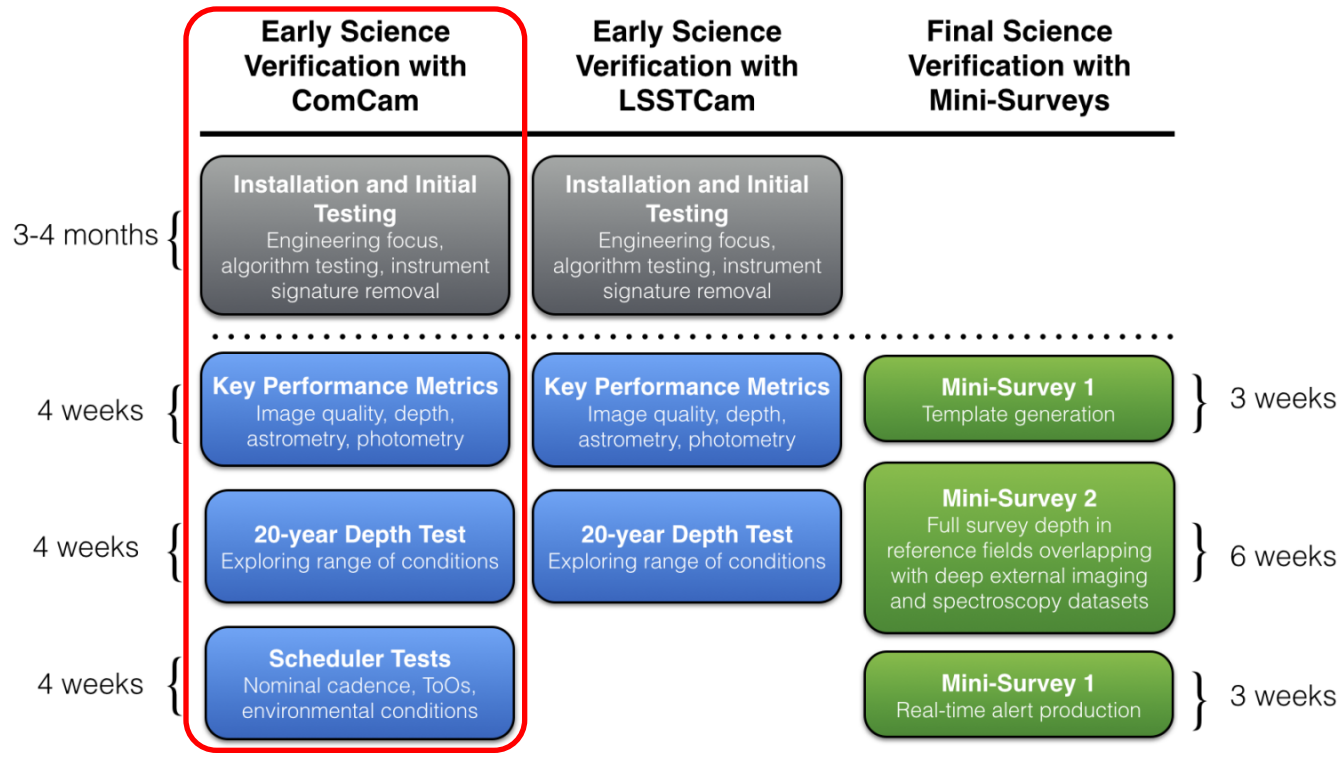 Early Science
Verification with
ComCam
Early Science
Verification with
LSSTCam
Final Science
Verification with
Mini-Surveys
3-4 months
Installation and Initial
Testing
Engineering focus,
algorithm testing, instrument
signature removal
Installation and Initial
Testing
Engineering focus,
algorithm testing, instrument
signature removal
4 weeks
Key Performance Metrics
Image quality, depth,
astrometry, photometry
Key Performance Metrics
Image quality, depth,
astrometry, photometry
Mini-Survey 1
Template generation
3 weeks
4 weeks
20-year Depth Test
Exploring range of conditions
20-year Depth Test
Exploring range of conditions
Mini-Survey 2
Full survey depth in
reference fields overlapping
with deep external imaging
and spectroscopy datasets
6 weeks
4 weeks
Scheduler Tests
Nominal cadence, ToOs,
environmental conditions
Mini-Survey 1
Real-time alert production
3 weeks